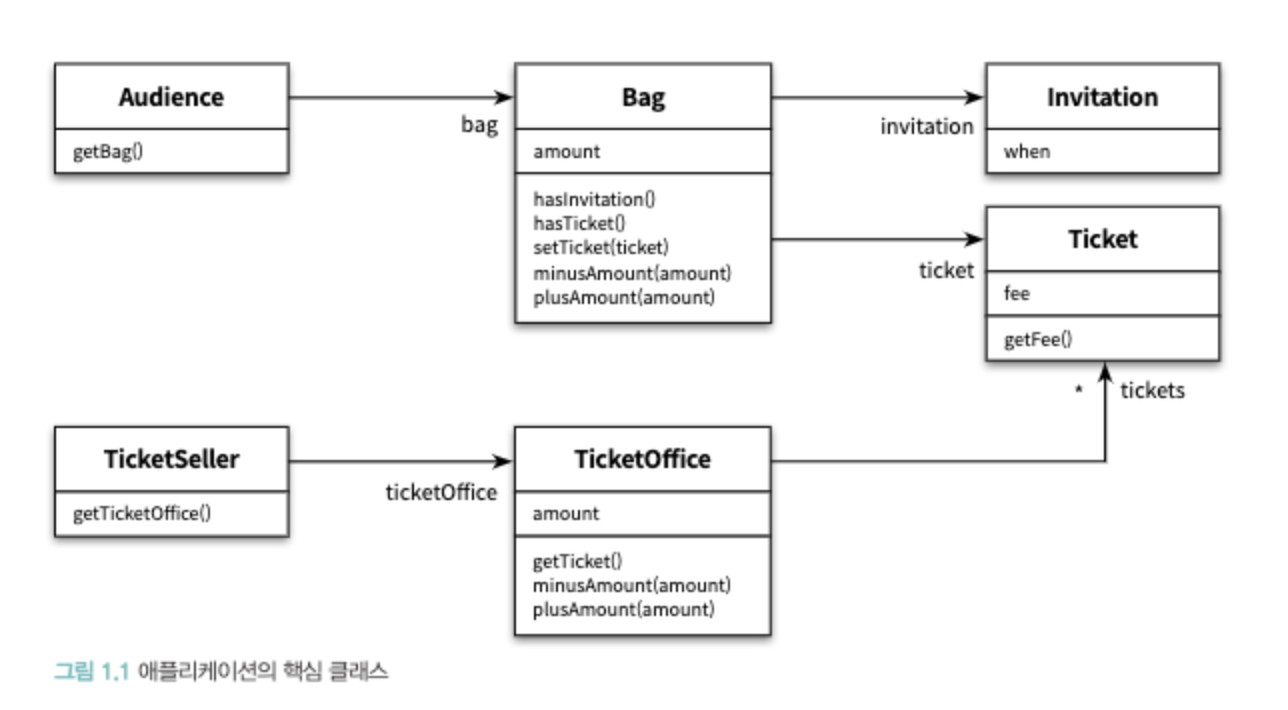 Audience
getBag()
bag
Bag
amount
hasInvitation()
hasTicket()
setTicket(ticket)
minusAmount(amount)
plusAmount(amount)
invitation
Invitation
when
ticket
Ticket
fee
getFee()
* tickets
TicketSeller
getTicketOffice()
ticketOffice
TicketOffice
amount
getTicket()
minusAmount(amount)
plusAmount(amount)
그림 1.1 애플리케이션의 핵심 클래스